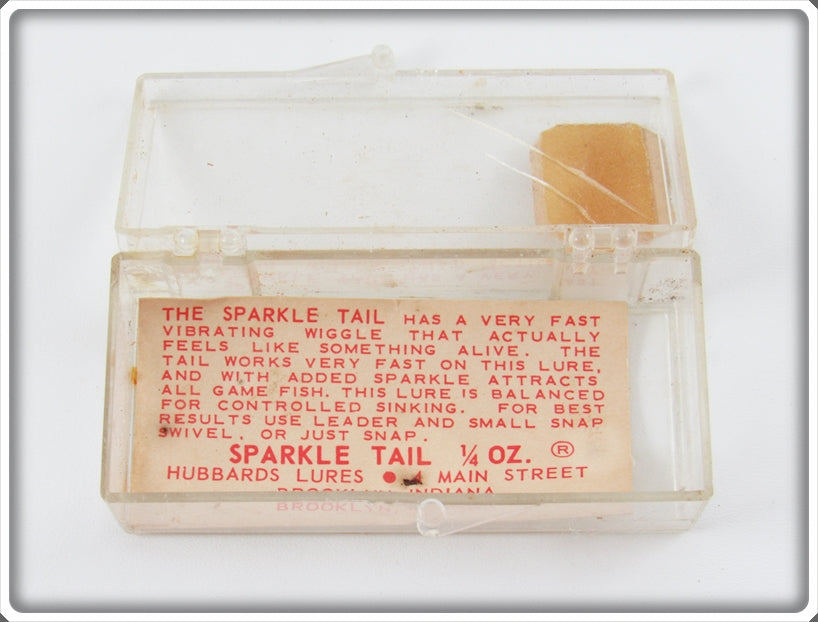 THE SPARKLE TAIL HAS A VERY FAST
VIBRATING WIGGLE THAT ACTUALLY
FEELS LIKE SOMETHING ALIVE. THE
TAIL WORKS VERY FAST ON THIS LURE,
AND WITH ADDED SPARKLE ATTRACTS
ALL GAME FISH. THIS LURE IS BALANCED
FOR CONTROLLED SINKING. FOR BEST
RESULTS USE LEADER AND SMALL SNAP
SWIVEL, OR JUST SNAP.
SPARKLE TAIL ¼ OZ. ®
HUBBARDS LURES • MAIN STREET
BROOKLYN, INDIANA